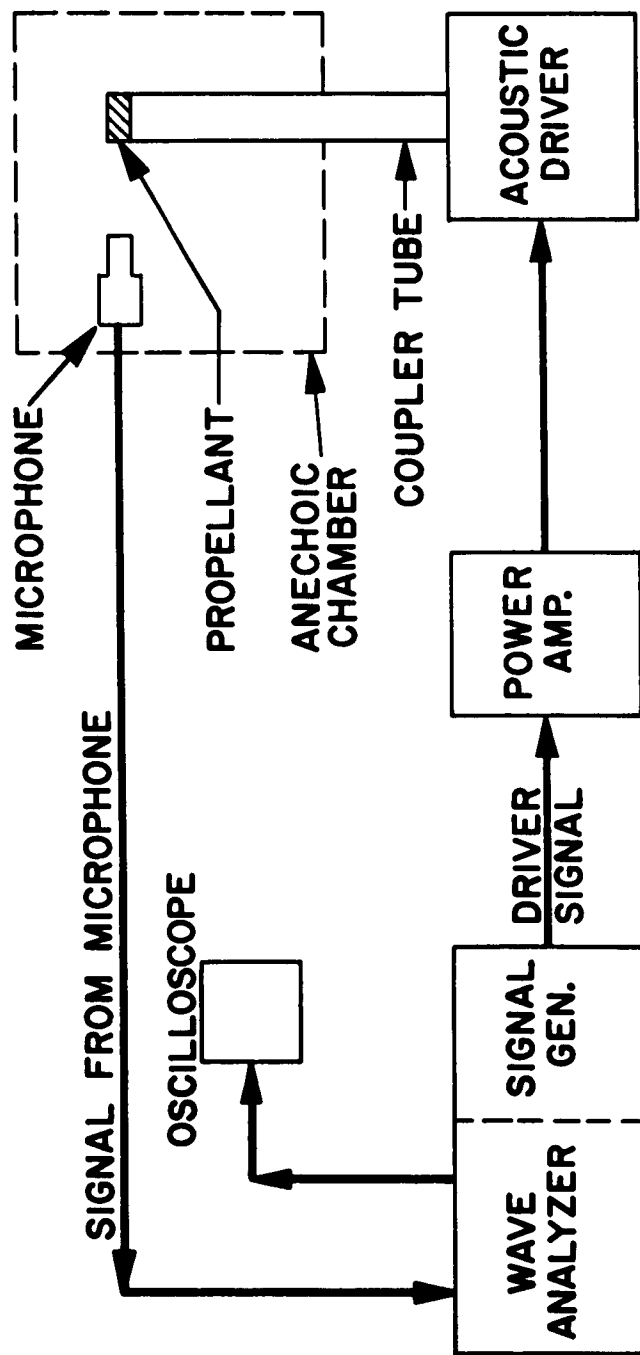 SIGNAL FROM MICROPHONE
MICROPHONE
OSCILLOSCOPE
PROPELLANT
ANECHOIC
CHAMBER
COUPLER TUBE
WAVE
ANALYZER
SIGNAL
GEN.
DRIVER
SIGNAL
POWER
AMP.
ACOUSTIC
DRIVER